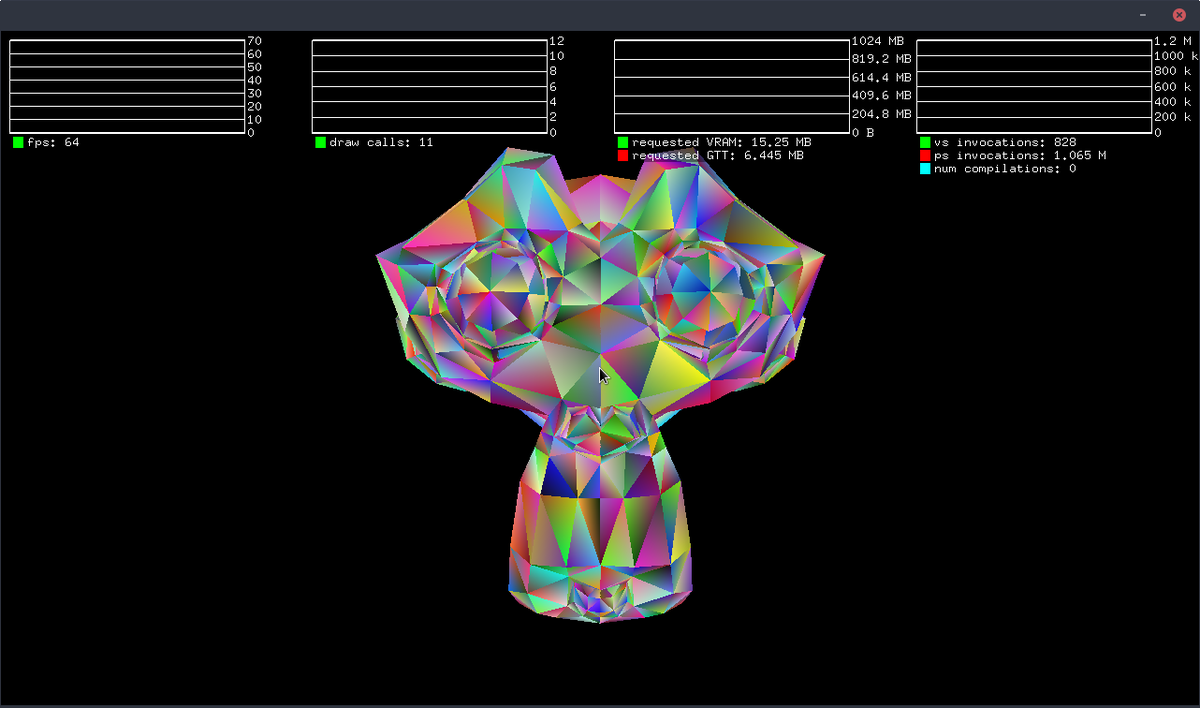 70
60
50
40
30
20
10
0
fps: 64
12
10
8
6
4
2
0
draw calls: 11
1024 MB
819.2 MB
614.4 MB
409.6 MB
204.8 MB
0 B
requested VRAM: 15.25 MB
requested GTT: 6.445 MB
1.2 M
1000 k
800 k
600 k
400 k
200 k
0
vs invocations: 828
ps invocations: 1.065 M
num compilations: 0